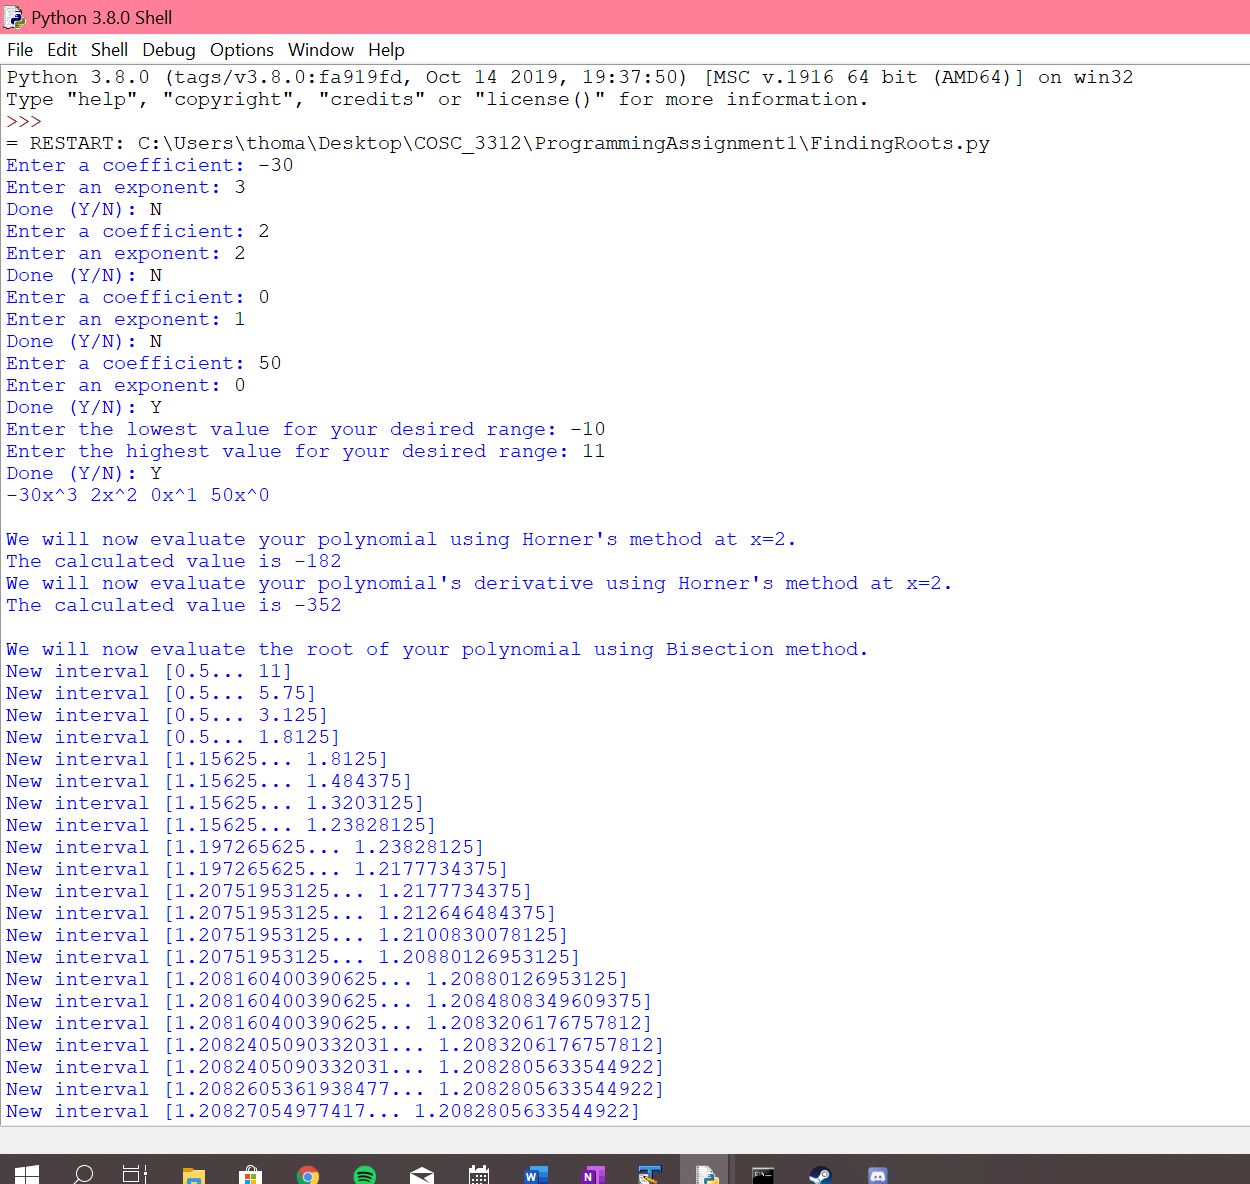 Python 3.8.0 Shell
File Edit Shell Debug Options Window Help
Python 3.8.0 (tags/v3.8.0:fa919fd, Oct 14 2019, 19:37:50) [MSC v.1916 64 bit (AMD64)] on win32
Type "help", "copyright", "credits" or "license()" for more information.
>>>
= RESTART: C:\Users\thoma\Desktop\COSC_3312\ProgrammingAssignment1\FindingRoots.py
Enter a coefficient: -30
Enter an exponent: 3
Done (Y/N): N
Enter a coefficient: 2
Enter an exponent: 2
Done (Y/N): N
Enter a coefficient: 0
Enter an exponent: 1
Done (Y/N): N
Enter a coefficient: 50
Enter an exponent: 0
Done (Y/N): Y
Enter the lowest value for your desired range: -10
Enter the highest value for your desired range: 11
Done (Y/N): Y
-30x^3 2x^2 0x^1 50x^0
We will now evaluate your polynomial using Horner's method at x=2.
The calculated value is -182
We will now evaluate your polynomial's derivative using Horner's method at x=2.
The calculated value is -352
We will now evaluate the root of your polynomial using Bisection method.
New interval [0.5... 11]
New interval [0.5... 5.75]
New interval [0.5... 3.125]
New interval [0.5... 1.8125]
New interval [1.15625... 1.8125]
New interval [1.15625... 1.484375]
New interval [1.15625... 1.3203125]
New interval [1.15625... 1.23828125]
New interval [1.197265625... 1.23828125]
New interval [1.197265625... 1.2177734375]
New interval [1.20751953125... 1.2177734375]
New interval [1.20751953125... 1.212646484375]
New interval [1.20751953125... 1.2100830078125]
New interval [1.20751953125... 1.20880126953125]
New interval [1.208160400390625... 1.20880126953125]
New interval [1.208160400390625... 1.2084808349609375]
New interval [1.208160400390625... 1.2083206176757812]
New interval [1.2082405090332031... 1.2083206176757812]
New interval [1.2082405090332031... 1.2082805633544922]
New interval [1.2082605361938477... 1.2082805633544922]
New interval [1.20827054977417... 1.2082805633544922]